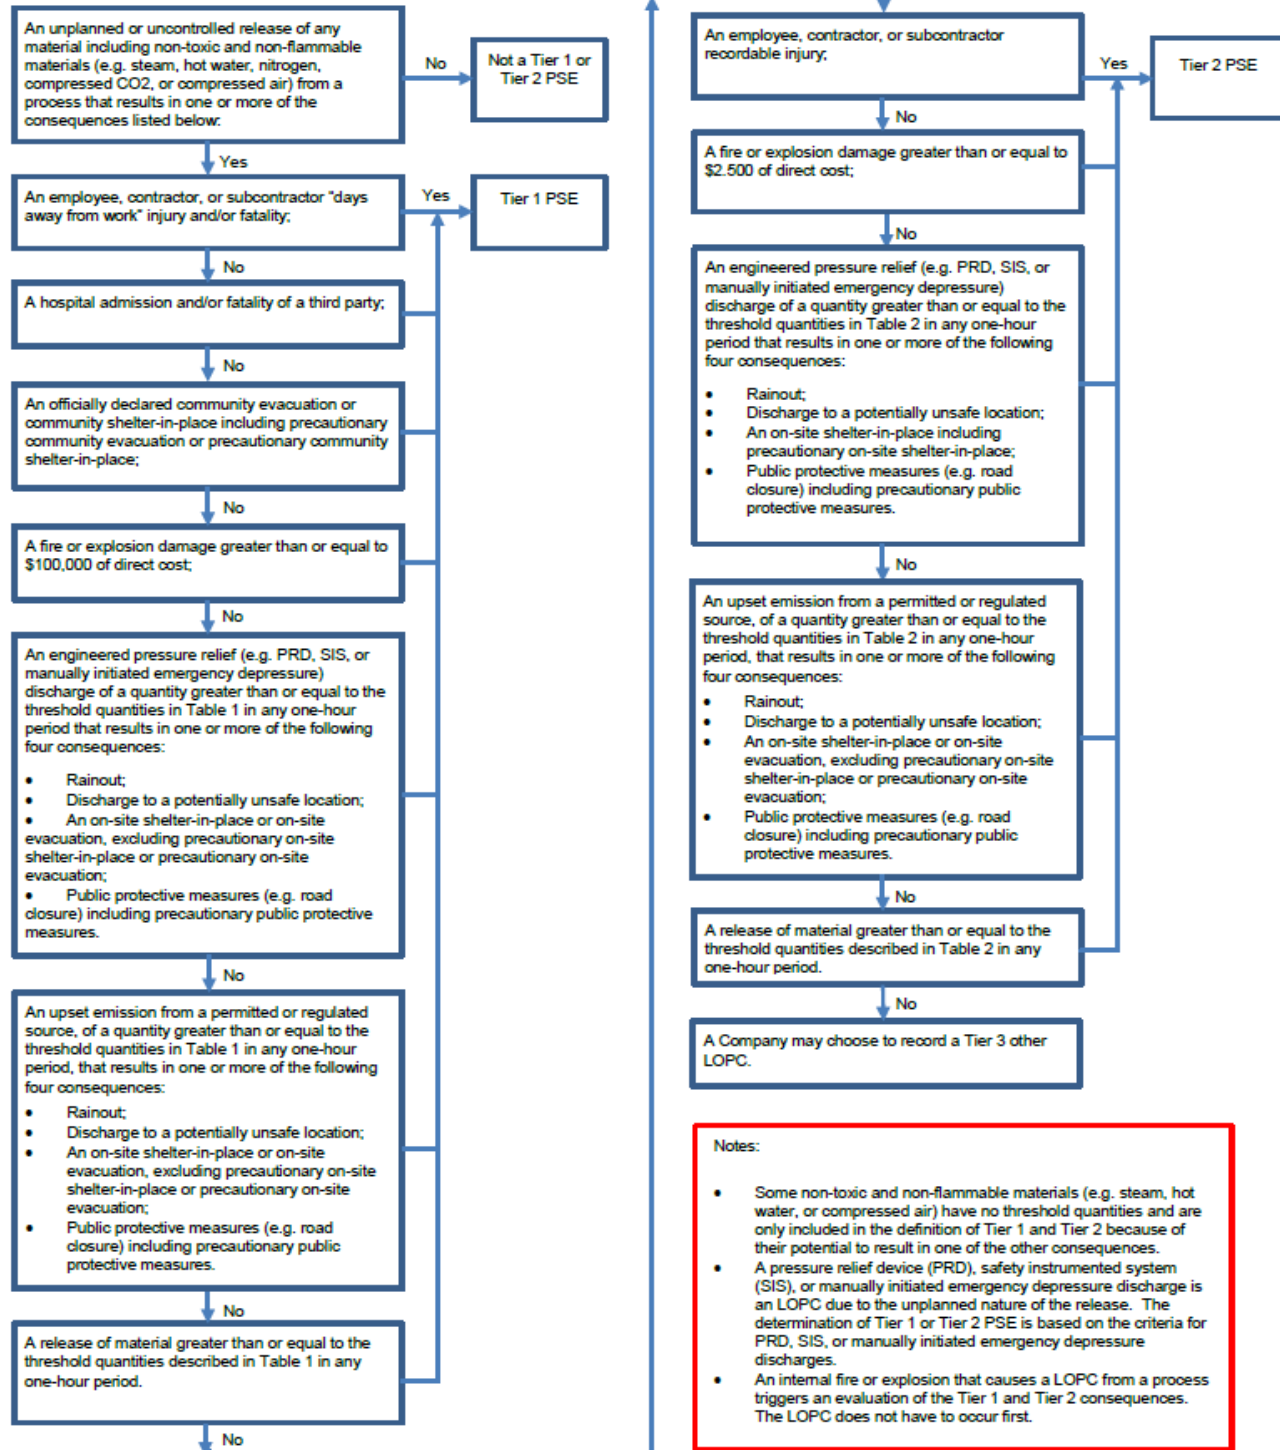 An unplanned or uncontrolled release of any
material including non-toxic and non-flammable
materials (e.g. steam, hot water, nitrogen,
compressed CO2, or compressed air) from a
process that results in one or more of the
consequences listed below:
No
Not a Tier 1 or
Tier 2 PSE
Yes
An employee, contractor, or subcontractor "days
away from work" injury and/or fatality;
Yes
Tier 1 PSE
No
A hospital admission and/or fatality of a third party;
No
An officially declared community evacuation or
community shelter-in-place including precautionary
community evacuation or precautionary community
shelter-in-place;
No
A fire or explosion damage greater than or equal to
$100,000 of direct cost;
No
An engineered pressure relief (e.g. PRD, SIS, or
manually initiated emergency depressure)
discharge of a quantity greater than or equal to the
threshold quantities in Table 1 in any one-hour
period that results in one or more of the following
four consequences:
• Rainout;
• Discharge to a potentially unsafe location;
• An on-site shelter-in-place or on-site
evacuation, excluding precautionary on-site
shelter-in-place or precautionary on-site
evacuation;
• Public protective measures (e.g. road
closure) including precautionary public protective
measures.
No
An upset emission from a permitted or regulated
source, of a quantity greater than or equal to the
threshold quantities in Table 1 in any one-hour
period, that results in one or more of the following
four consequences:
• Rainout;
• Discharge to a potentially unsafe location;
• An on-site shelter-in-place or on-site
evacuation, excluding precautionary on-site
shelter-in-place or precautionary on-site
evacuation;
• Public protective measures (e.g. road
closure) including precautionary public
protective measures.
No
A release of material greater than or equal to the
threshold quantities described in Table 1 in any
one-hour period.
No
An employee, contractor, or subcontractor
recordable injury;
Yes
Tier 2 PSE
No
A fire or explosion damage greater than or equal to
$2.500 of direct cost;
No
An engineered pressure relief (e.g. PRD, SIS, or
manually initiated emergency depressure)
discharge of a quantity greater than or equal to the
threshold quantities in Table 2 in any one-hour
period that results in one or more of the following
four consequences:
• Rainout;
• Discharge to a potentially unsafe location;
• An on-site shelter-in-place including
precautionary on-site shelter-in-place;
• Public protective measures (e.g. road
closure) including precautionary public
protective measures.
No
An upset emission from a permitted or regulated
source, of a quantity greater than or equal to the
threshold quantities in Table 2 in any one-hour
period, that results in one or more of the following
four consequences:
• Rainout;
• Discharge to a potentially unsafe location;
• An on-site shelter-in-place or on-site
evacuation, excluding precautionary on-site
shelter-in-place or precautionary on-site
evacuation;
• Public protective measures (e.g. road
closure) including precautionary public
protective measures.
No
A release of material greater than or equal to the
threshold quantities described in Table 2 in any
one-hour period.
No
A Company may choose to record a Tier 3 other
LOPC.
Notes:
• Some non-toxic and non-flammable materials (e.g. steam, hot
water, or compressed air) have no threshold quantities and are
only included in the definition of Tier 1 and Tier 2 because of
their potential to result in one of the other consequences.
• A pressure relief device (PRD), safety instrumented system
(SIS), or manually initiated emergency depressure discharge is
an LOPC due to the unplanned nature of the release. The
determination of Tier 1 or Tier 2 PSE is based on the criteria for
PRD, SIS, or manually initiated emergency depressure
discharges.
• An internal fire or explosion that causes a LOPC from a process
triggers an evaluation of the Tier 1 and Tier 2 consequences.
The LOPC does not have to occur first.